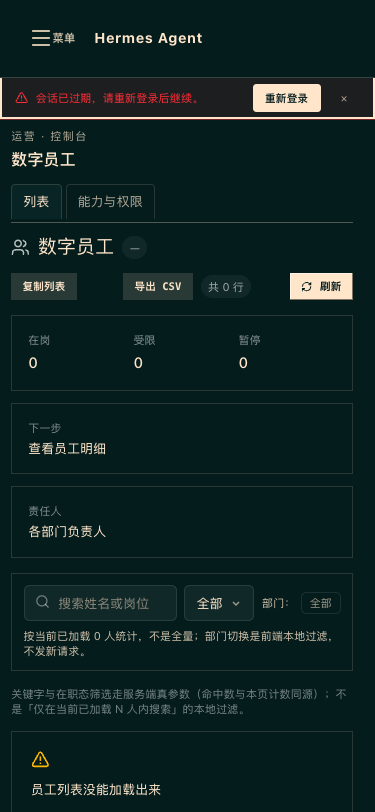 菜单 Hermes Agent
会话已过期，请重新登录后继续。 重新登录 ×
运营 · 控制台
数字员工
列表 能力与权限
数字员工 —
复制列表 导出 CSV 共 0 行 刷新
在岗 受限 暂停
0 0 0
下一步
查看员工明细
责任人
各部门负责人
搜索姓名或岗位 全部 部门： 全部
按当前已加载 0 人统计，不是全量；部门切换是前端本地过滤，
不发新请求。
关键字与在职态筛选走服务端真参数（命中数与本页计数同源）；不
是「仅在当前已加载 N 人内搜索」的本地过滤。
员工列表没能加载出来